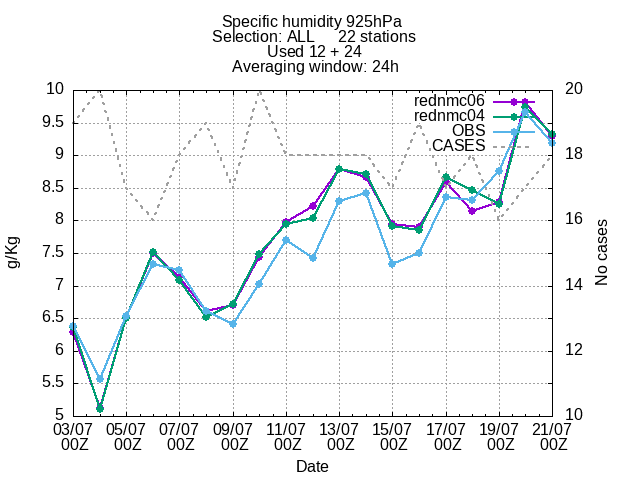 Specific humidity 925hPa
Selection: ALL 22 stations
Used 12 + 24
Averaging window: 24h
10
9.5
9
8.5
8
7.5
7
6.5
6
5.5
5
g/Kg
20
18
16
14
12
10
No cases
rednmc06
rednmc04
OBS
CASES
03/07 05/07 07/07 09/07 11/07 13/07 15/07 17/07 19/07 21/07
00Z 00Z 00Z 00Z 00Z 00Z 00Z 00Z 00Z 00Z
Date